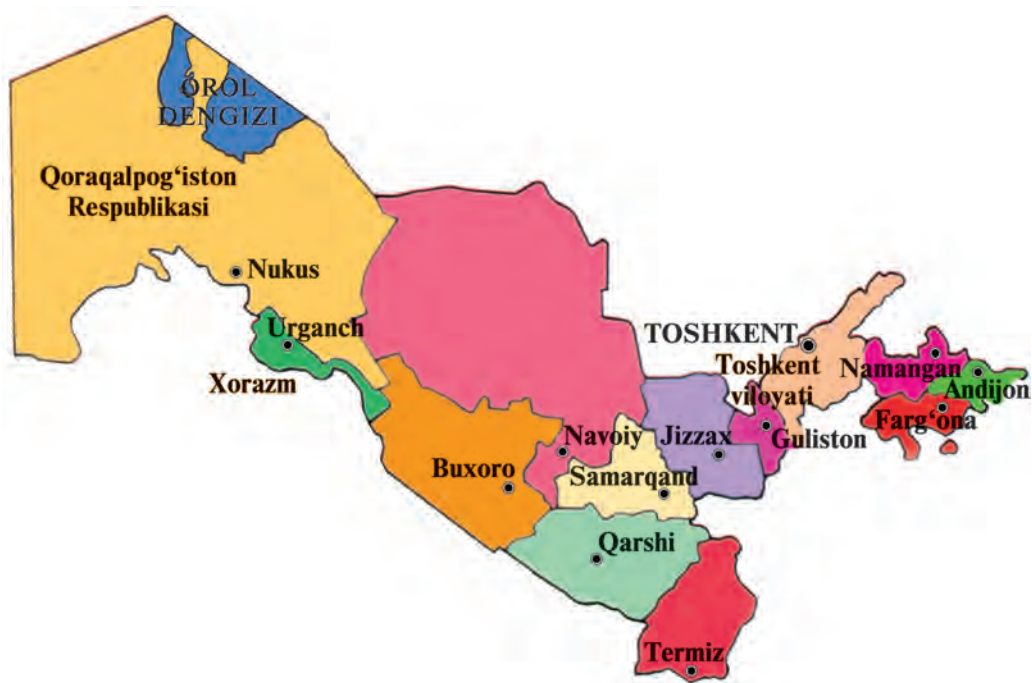 OROL
DENGIZI
Qoraqalpog‘iston
Respublikasi
Nukus
Urganch
Xorazm
TOSHKENT
Toshkent
viloyati
Namangan
Andijon
Farg‘ona
Guliston
Jizzax
Navoiy
Samarqand
Buxoro
Qarshi
Termiz